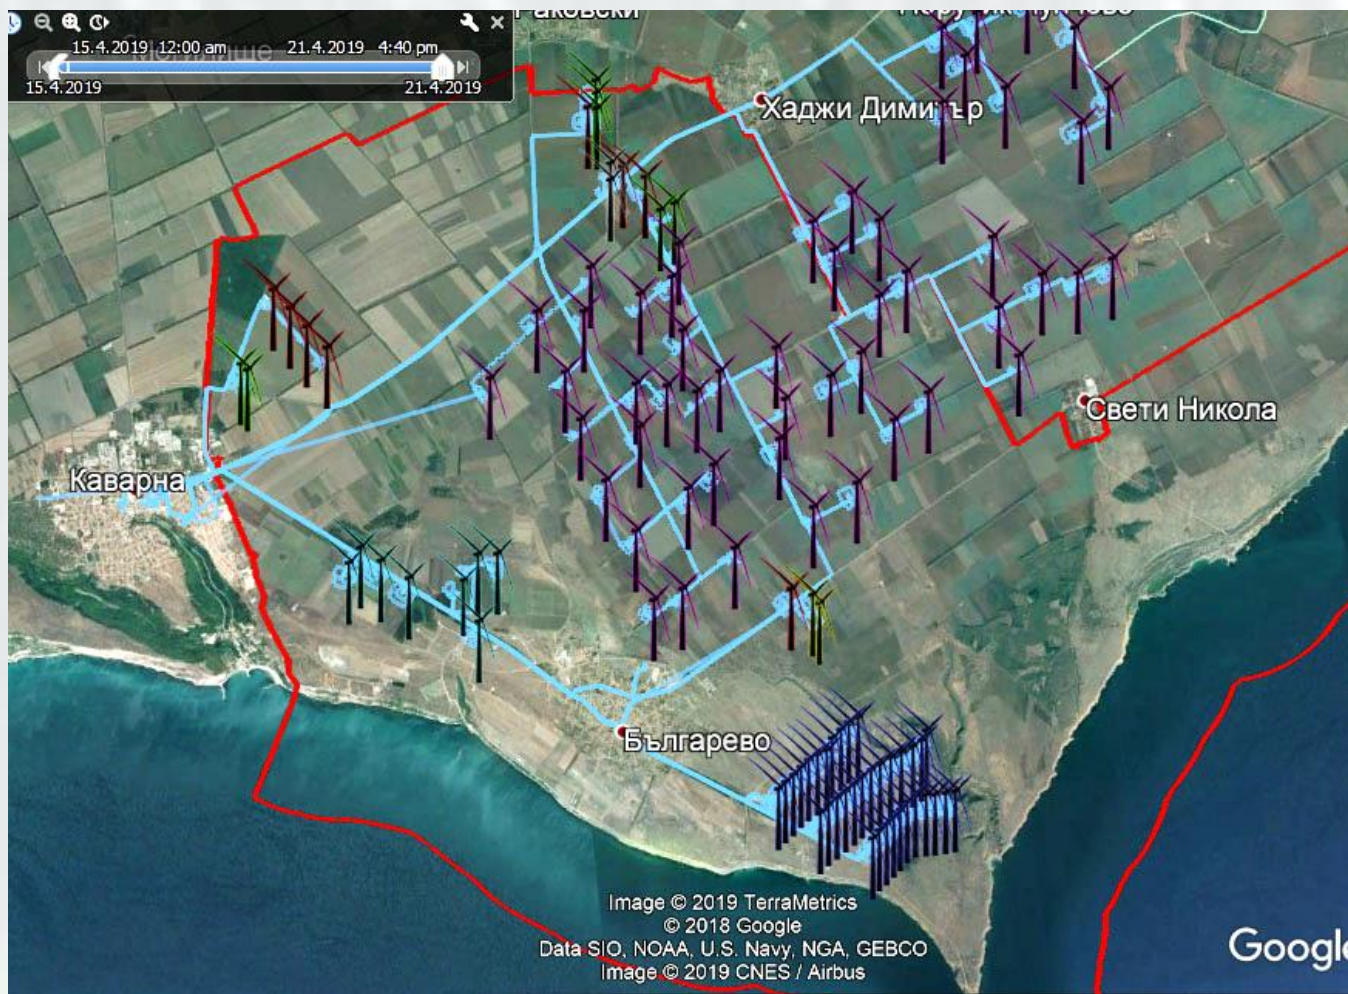 15.4.2019 12:00 am 21.4.2019 4:40 pm
15.4.2019 21.4.2019
Раковски
Хаджи Димитър
Свети Никола
Каварна
Българево
Image © 2019 TerraMetrics
© 2018 Google
Data SIO, NOAA, U.S. Navy, NGA, GEBCO
Image © 2019 CNES / Airbus
Google